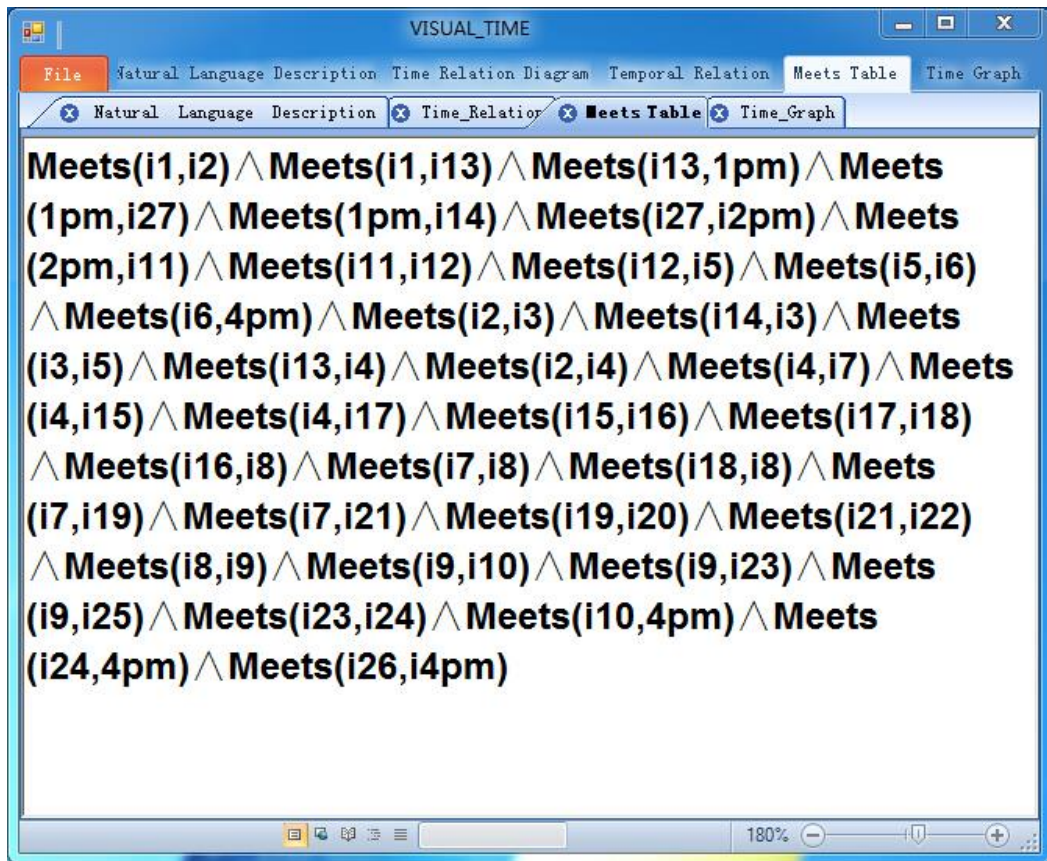 VISUAL_TIME
File Natural Language Description Time Relation Diagram Temporal Relation Meets Table Time Graph
Natural Language Description Time_Relation Meets Table Time_Graph
Meets(i1,i2)∧Meets(i1,i13)∧Meets(i13,1pm)∧Meets
(1pm,i27)∧Meets(1pm,i14)∧Meets(i27,i2pm)∧Meets
(2pm,i11)∧Meets(i11,i12)∧Meets(i12,i5)∧Meets(i5,i6)
∧Meets(i6,4pm)∧Meets(i2,i3)∧Meets(i14,i3)∧Meets
(i3,i5)∧Meets(i13,i4)∧Meets(i2,i4)∧Meets(i4,i7)∧Meets
(i4,i15)∧Meets(i4,i17)∧Meets(i15,i16)∧Meets(i17,i18)
∧Meets(i16,i8)∧Meets(i7,i8)∧Meets(i18,i8)∧Meets
(i7,i19)∧Meets(i7,i21)∧Meets(i19,i20)∧Meets(i21,i22)
∧Meets(i8,i9)∧Meets(i9,i10)∧Meets(i9,i23)∧Meets
(i9,i25)∧Meets(i23,i24)∧Meets(i10,4pm)∧Meets
(i24,4pm)∧Meets(i26,i4pm)
180%